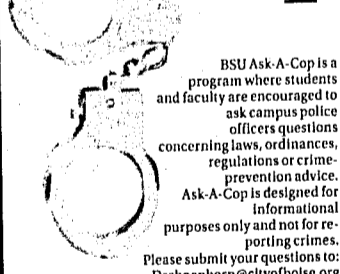 BSU Ask-A-Cop is a
program where students
and faculty are encouraged to
ask campus police
officers questions
concerning laws, ordinances,
regulations or crime-
prevention advice.
Ask-A-Cop is designed for
informational
purposes only and not for re-
porting crimes.
Please submit your questions to: